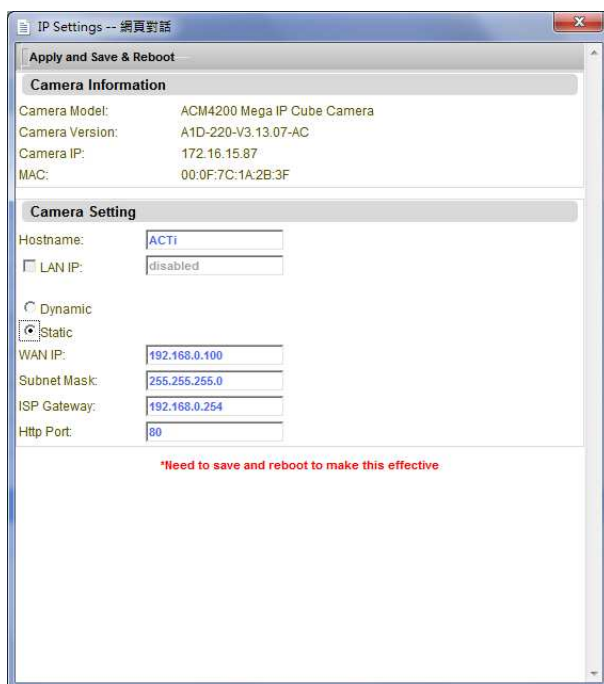 IP Settings -- 網頁對話
Apply and Save & Reboot
Camera Information
Camera Model: ACM4200 Mega IP Cube Camera
Camera Version: A1D-220-V3.13.07-AC
Camera IP: 172.16.15.87
MAC: 00:0F:7C:1A:2B:3F
Camera Setting
Hostname: ACTi
LAN IP: disabled
Dynamic
Static
WAN IP: 192.168.0.100
Subnet Mask: 255.255.255.0
ISP Gateway: 192.168.0.254
Http Port: 80
*Need to save and reboot to make this effective